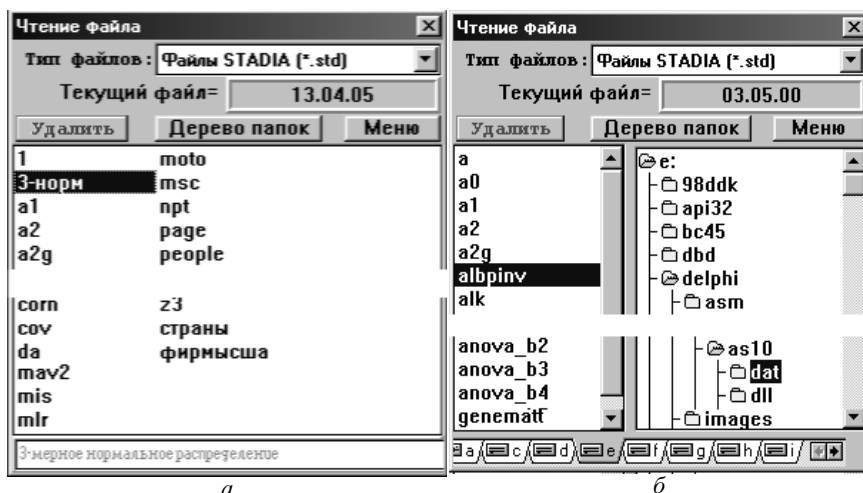 Чтение файла
Тип файлов: Файлы STADIA (*.std)
Текущий файл= 13.04.05
Удалить Дерево папок Меню
1 moto
3-норм msc
a1 npt
a2 page
a2g people
corn z3
cov страны
da фирмысша
mav2
mis
mlr
3-мерное нормальное распределение
а
Чтение файла
Тип файлов: Файлы STADIA (*.std)
Текущий файл= 03.05.00
Удалить Дерево папок Меню
a
a0
a1
a2
a2g
albpinv
alk
anova_b2
anova_b3
anova_b4
e:
98ddk
api32
bc45
dbd
delphi
asm
as10
dat
dll
images
a c d e f g h i
б